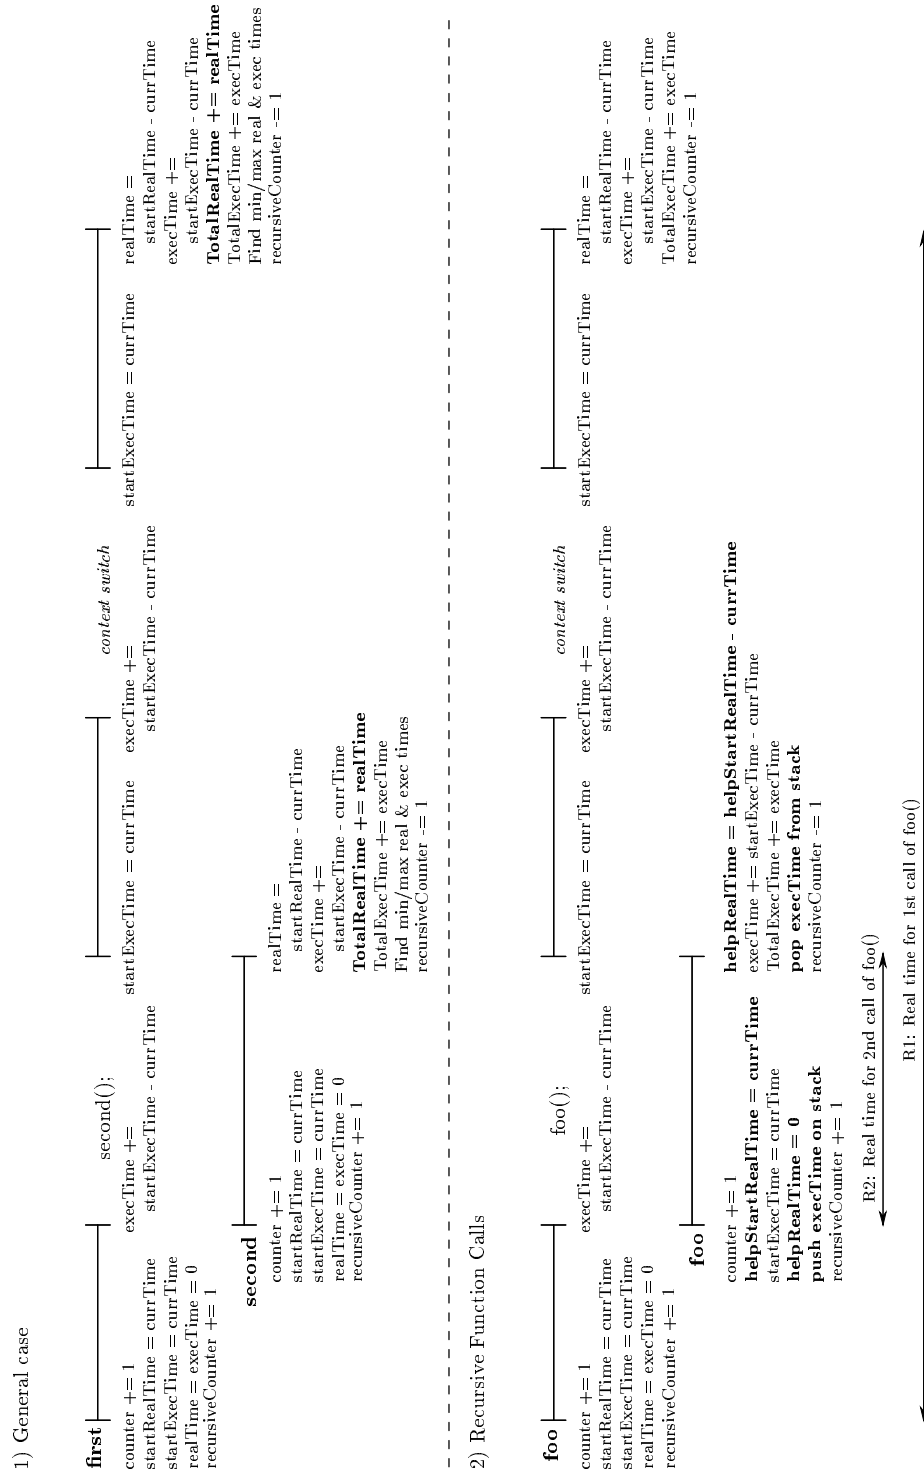 1) General case
first
counter += 1
startRealTime = currTime
startExecTime = currTime
realTime = execTime = 0
recursiveCounter += 1
second();
execTime +=
startExecTime - currTime
second
counter += 1
startRealTime = currTime
startExecTime = currTime
realTime = execTime = 0
recursiveCounter += 1
realTime =
startRealTime - currTime
execTime +=
startExecTime - currTime
TotalRealTime += realTime
TotalExecTime += execTime
Find min/max real & exec times
recursiveCounter -= 1
startExecTime = currTime
context switch
execTime +=
startExecTime - currTime
startExecTime = currTime
realTime =
startRealTime - currTime
execTime +=
startExecTime - currTime
TotalRealTime += realTime
TotalExecTime += execTime
Find min/max real & exec times
recursiveCounter -= 1
2) Recursive Function Calls
foo
counter += 1
startRealTime = currTime
startExecTime = currTime
realTime = execTime = 0
recursiveCounter += 1
foo();
execTime +=
startExecTime - currTime
foo
counter += 1
helpStartRealTime = currTime
startExecTime = currTime
helpRealTime = 0
push execTime on stack
recursiveCounter += 1
helpRealTime = helpStartRealTime - currTime
execTime += startExecTime - currTime
TotalExecTime += execTime
pop execTime from stack
recursiveCounter -= 1
startExecTime = currTime
context switch
execTime +=
startExecTime - currTime
startExecTime = currTime
realTime =
startRealTime - currTime
execTime +=
startExecTime - currTime
TotalExecTime += execTime
recursiveCounter -= 1
R2: Real time for 2nd call of foo()
R1: Real time for 1st call of foo()